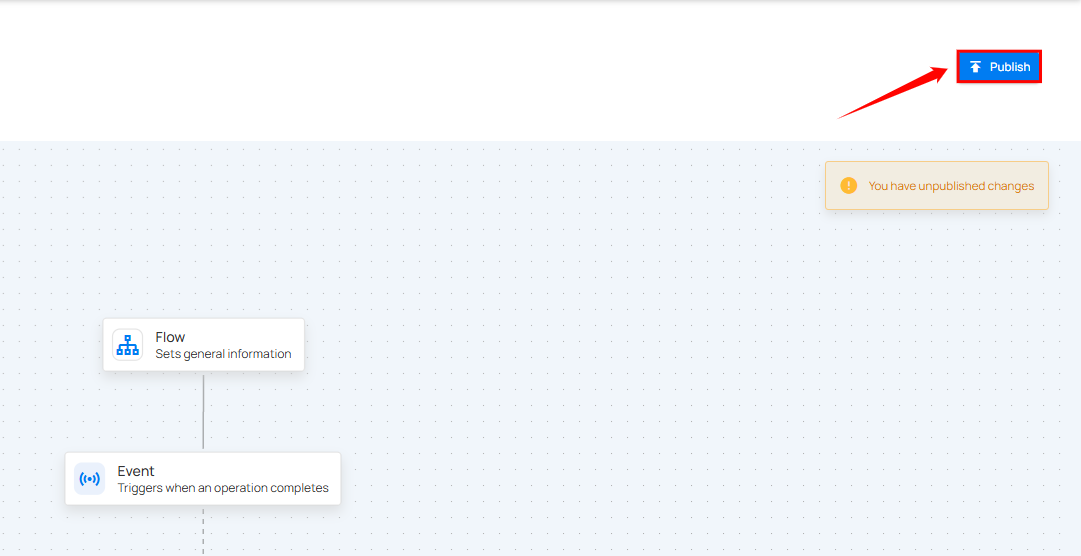 Publish
You have unpublished changes
Flow
Sets general information
Event
Triggers when an operation completes